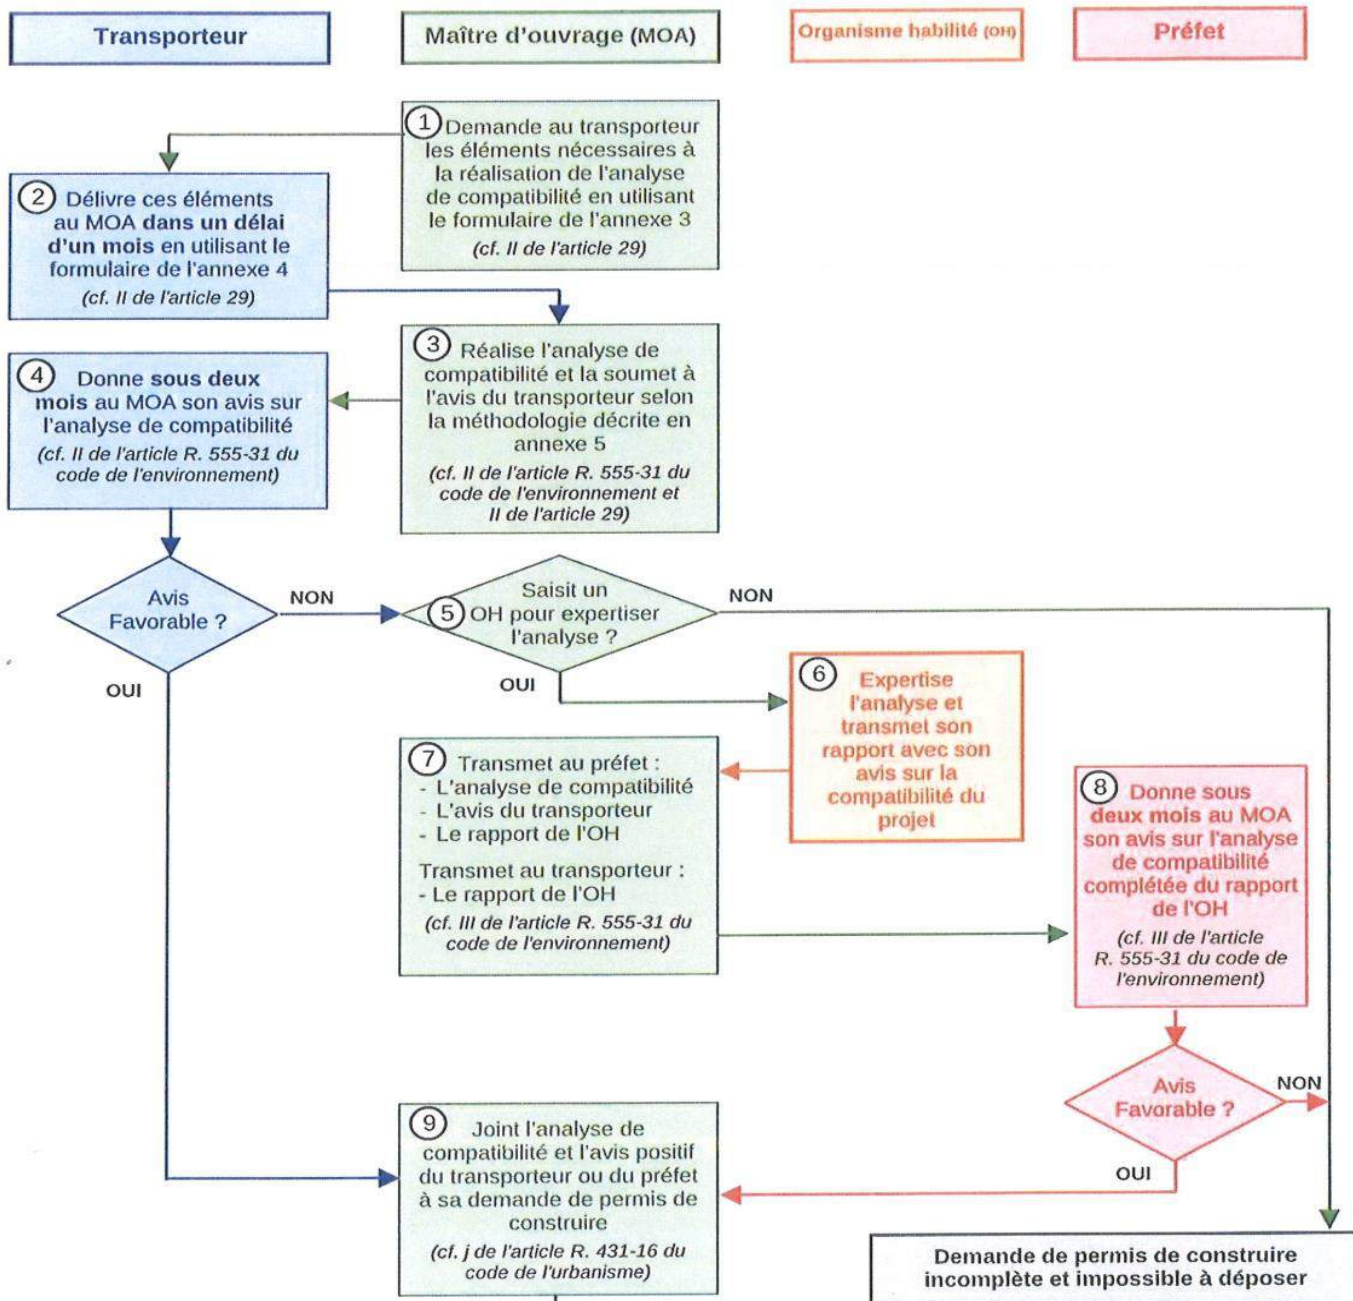 Transporteur
Maître d'ouvrage (MOA)
Organisme habilité (OH)
Préfet
1 Demande au transporteur
les éléments nécessaires à
la réalisation de l'analyse
de compatibilité en utilisant
le formulaire de l'annexe 3
(cf. II de l'article 29)
2 Délivre ces éléments
au MOA dans un délai
d'un mois en utilisant le
formulaire de l'annexe 4
(cf. II de l'article 29)
3 Réalise l'analyse de
compatibilité et la soumet à
l'avis du transporteur selon
la méthodologie décrite en
annexe 5
(cf. II de l'article R. 555-31 du
code de l'environnement et
II de l'article 29)
4 Donne sous deux
mois au MOA son avis sur
l'analyse de compatibilité
(cf. II de l'article R. 555-31 du
code de l'environnement)
Avis
Favorable ?
NON
OUI
Saisit un
5 OH pour expertiser
l'analyse ?
NON
OUI
6 Expertise
l'analyse et
transmet son
rapport avec son
avis sur la
compatibilité du
projet
7 Transmet au préfet :
- L'analyse de compatibilité
- L'avis du transporteur
- Le rapport de l'OH
Transmet au transporteur :
- Le rapport de l'OH
(cf. III de l'article R. 555-31 du
code de l'environnement)
8 Donne sous
deux mois au MOA
son avis sur l'analyse
de compatibilité
complétée du rapport
de l'OH
(cf. III de l'article
R. 555-31 du code de
l'environnement)
Avis
Favorable ?
NON
OUI
9 Joint l'analyse de
compatibilité et l'avis positif
du transporteur ou du préfet
à sa demande de permis de
construire
(cf. j de l'article R. 431-16 du
code de l'urbanisme)
Demande de permis de construire
incomplète et impossible à déposer